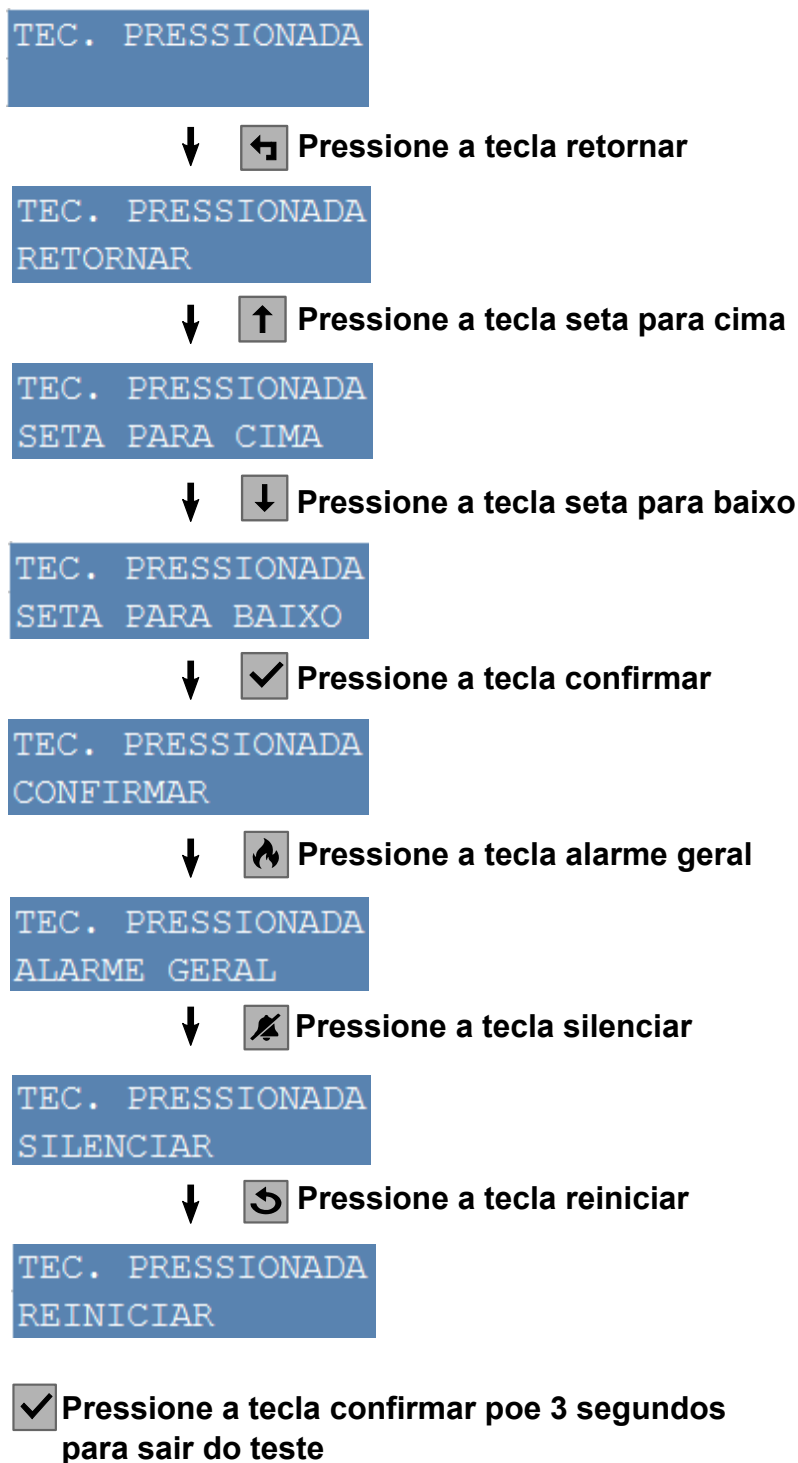 TEC. PRESSIONADA
Pressione a tecla retornar
TEC. PRESSIONADA
RETORNAR
Pressione a tecla seta para cima
TEC. PRESSIONADA
SETA PARA CIMA
Pressione a tecla seta para baixo
TEC. PRESSIONADA
SETA PARA BAIXO
Pressione a tecla confirmar
TEC. PRESSIONADA
CONFIRMAR
Pressione a tecla alarme geral
TEC. PRESSIONADA
ALARME GERAL
Pressione a tecla silenciar
TEC. PRESSIONADA
SILENCIAR
Pressione a tecla reiniciar
TEC. PRESSIONADA
REINICIAR
Pressione a tecla confirmar poe 3 segundos
para sair do teste